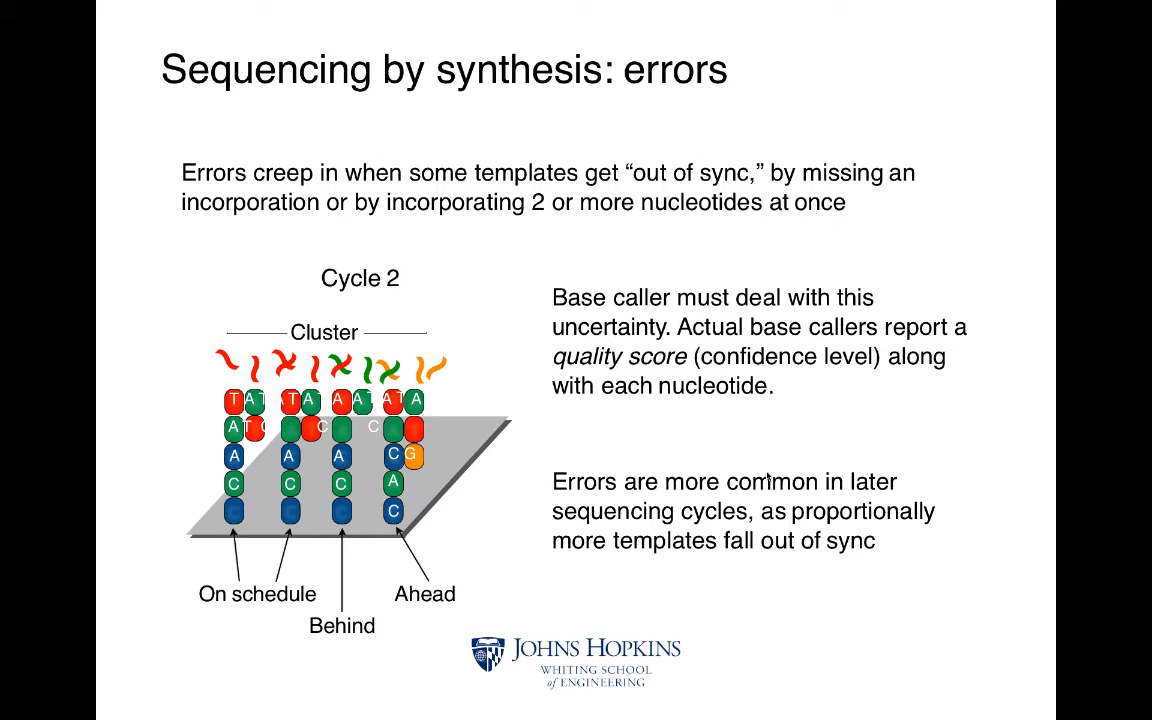 Sequencing by synthesis: errors
Errors creep in when some templates get “out of sync,” by missing an
incorporation or by incorporating 2 or more nucleotides at once
Cycle 2
Cluster
T A T T A T A A T A T A
A T C C C
A A A C G
C C C A
C
On schedule
Behind
Ahead
Base caller must deal with this
uncertainty. Actual base callers report a
quality score (confidence level) along
with each nucleotide.
Errors are more common in later
sequencing cycles, as proportionally
more templates fall out of sync
JOHNS HOPKINS
WHITING SCHOOL
of ENGINEERING